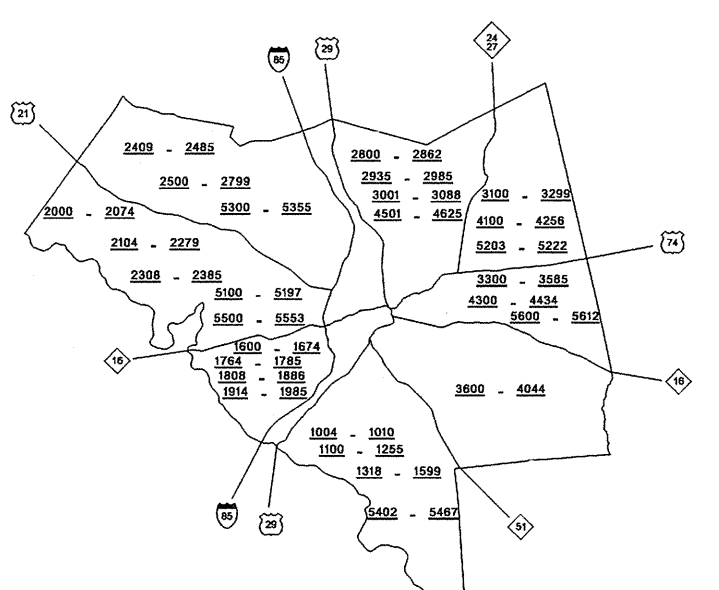 24
27
29
85
21
2409 - 2485
2800 - 2862
2935 - 2985
2500 - 2799
3001 - 3088
3100 - 3299
5300 - 5355
4501 - 4625
2000 - 2074
4100 - 4256
2104 - 2279
5203 - 5222
74
2308 - 2385
3300 - 3585
5100 - 5197
4300 - 4434
5500 - 5553
5600 - 5612
1600 - 1674
16
1764 - 1785
1808 - 1886
16
1914 - 1985
3600 - 4044
1004 - 1010
1100 - 1255
1318 - 1599
5402 - 5467
85
29
51